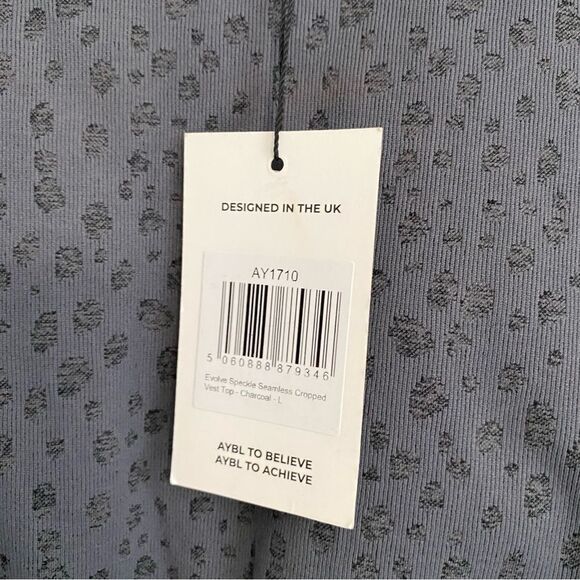 DESIGNED IN THE UK
AY1710
5 060888 879346
Evolve Speckle Seamless Cropped
Vest Top - Charcoal - L
AYBL TO BELIEVE
AYBL TO ACHIEVE